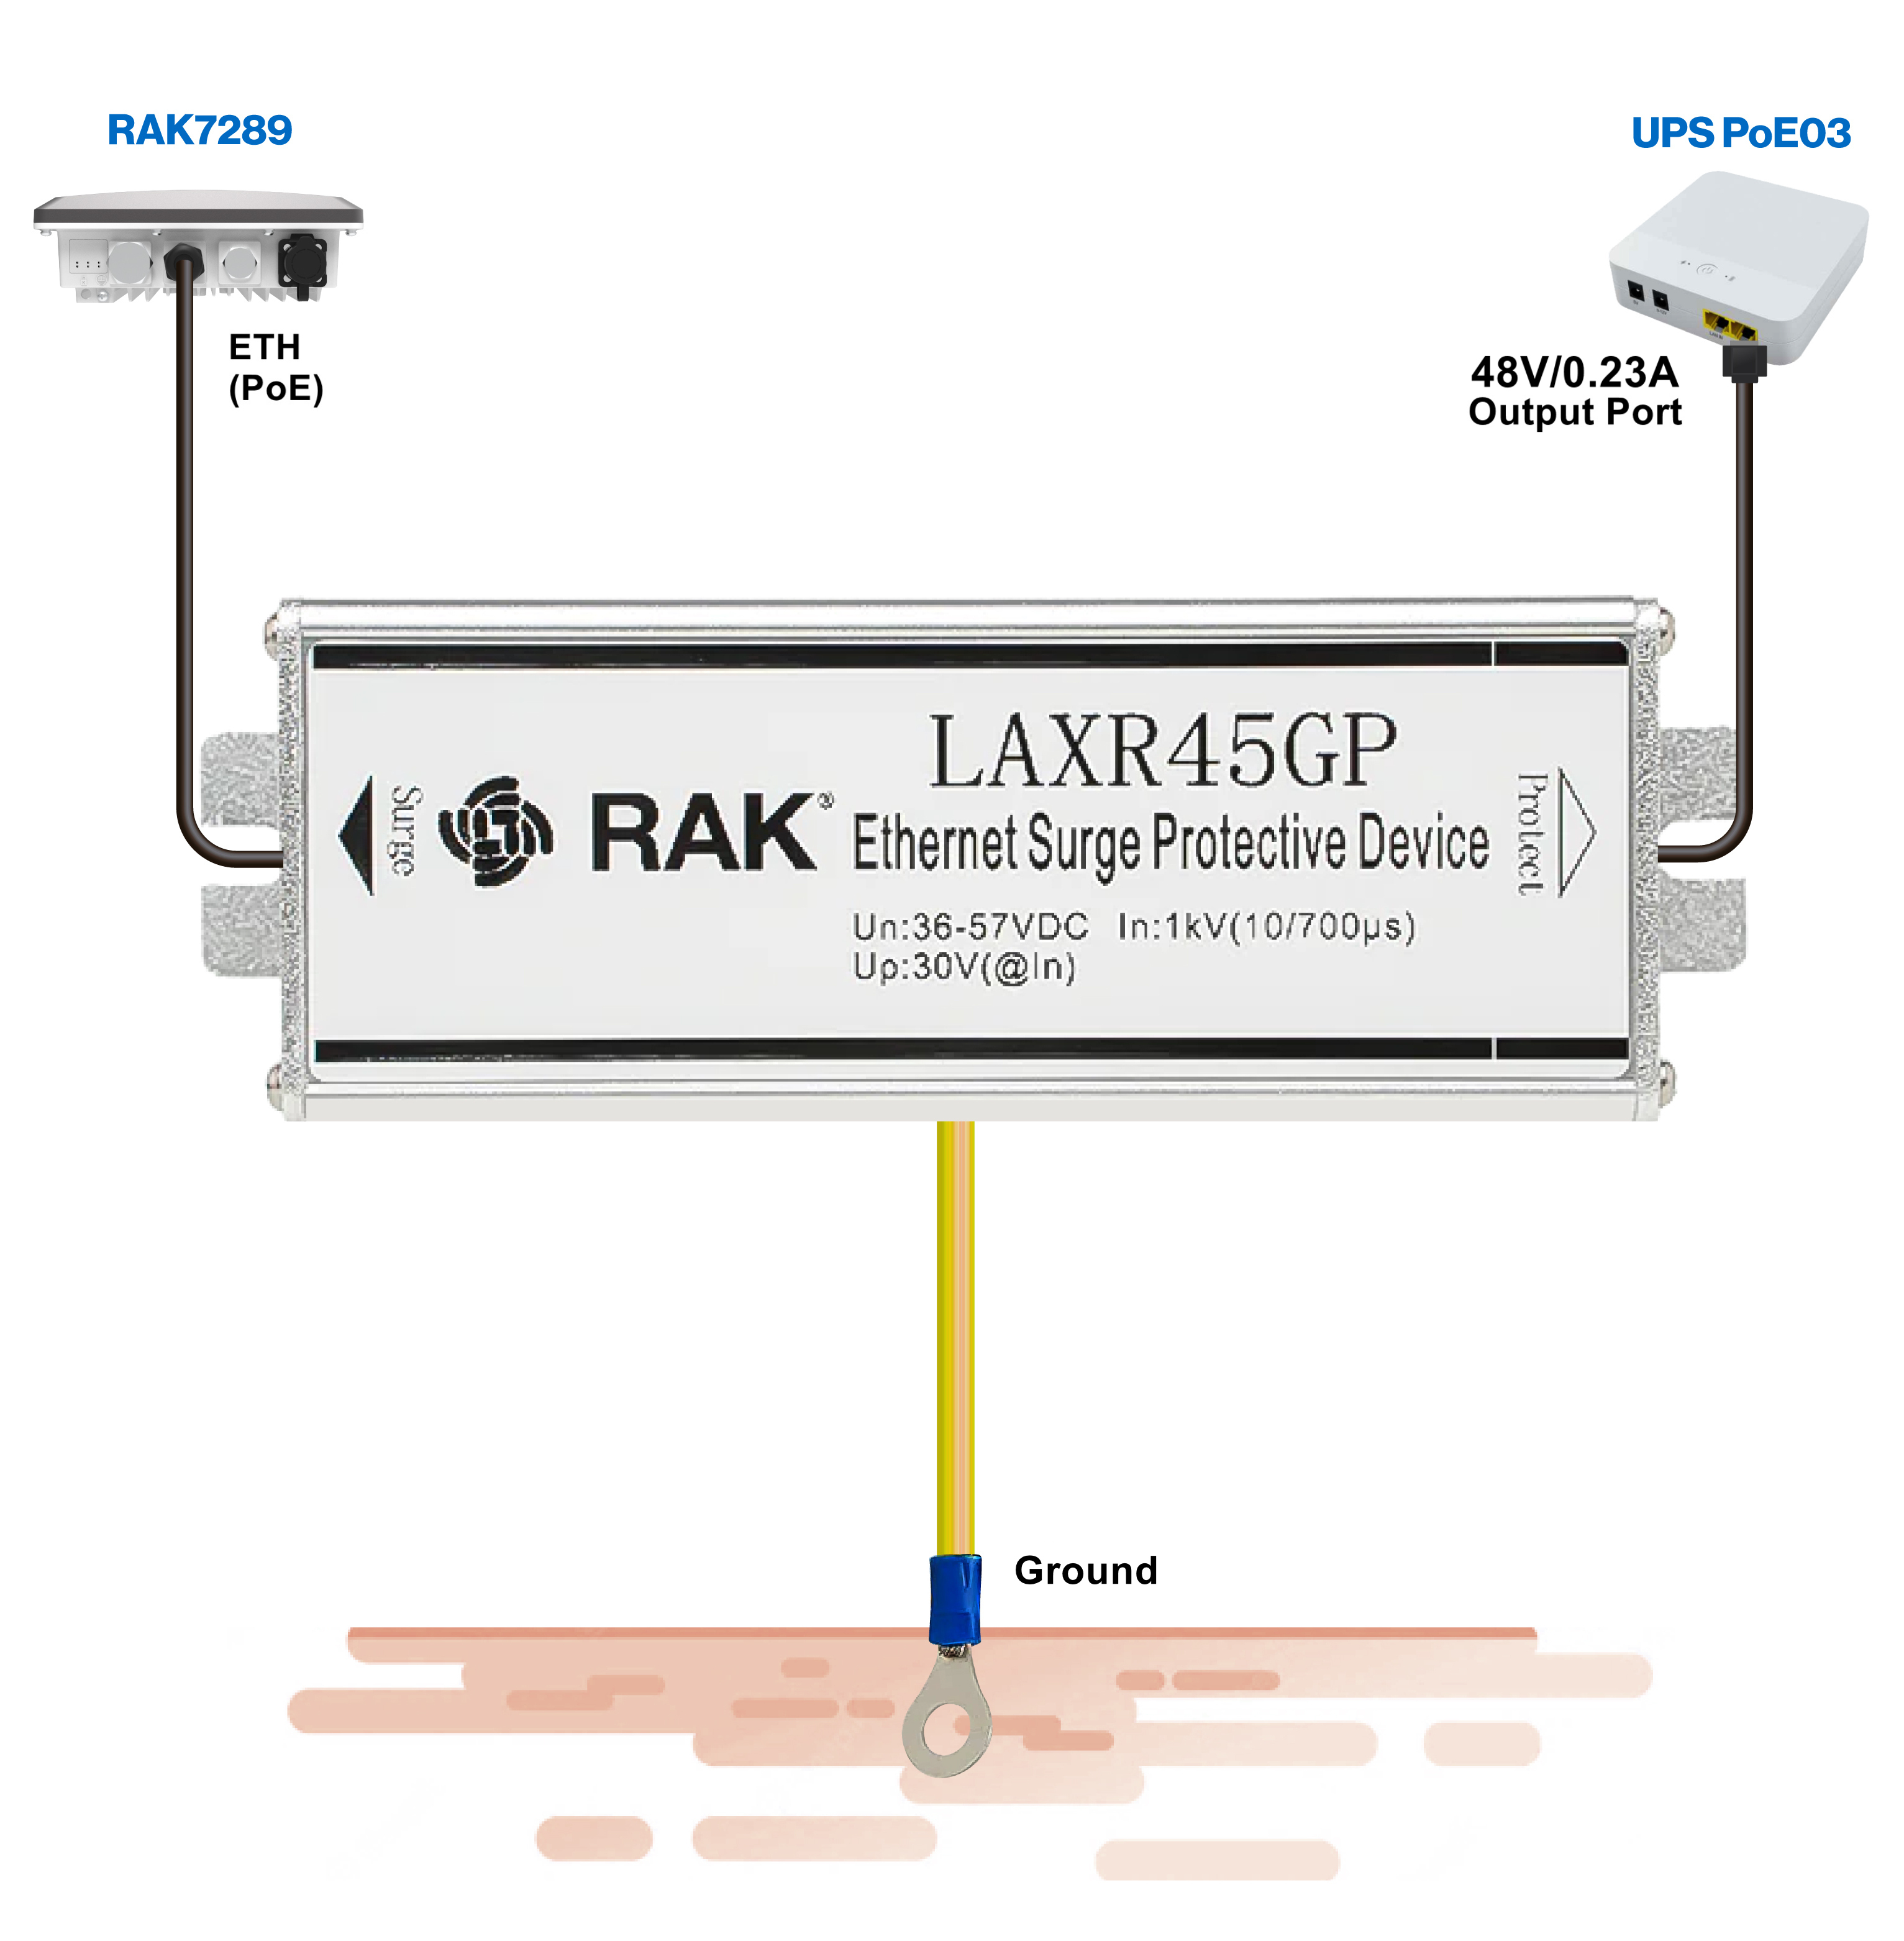 RAK7289
UPS PoE03
ETH
(PoE)
48V/0.23A
Output Port
Surge
RAK®
LAXR45GP
Ethernet Surge Protective Device
Un:36-57VDC In:1kV(10/700μs)
Up:30V(@In)
Protect
Ground